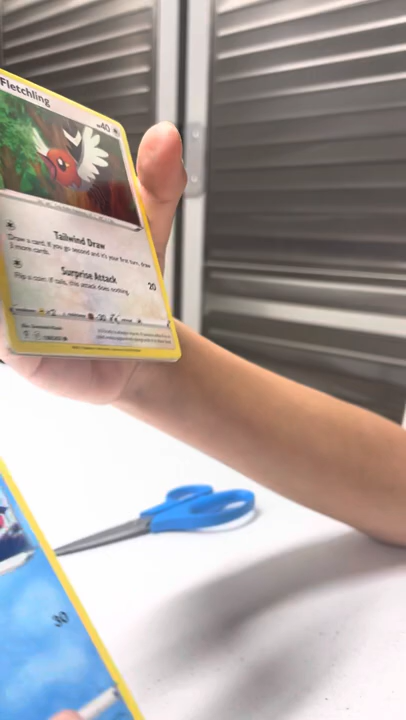 Fletchling
HP40
Tailwind Draw
Draw a card. If you go second and it's your first turn, draw
3 more cards.
Surprise Attack
20
Flip a coin. If tails, this attack does nothing.
30